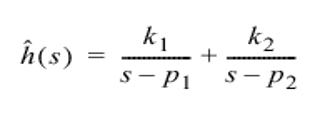 ĥ(s) = k₁/(s − p₁) + k₂/(s − p₂)